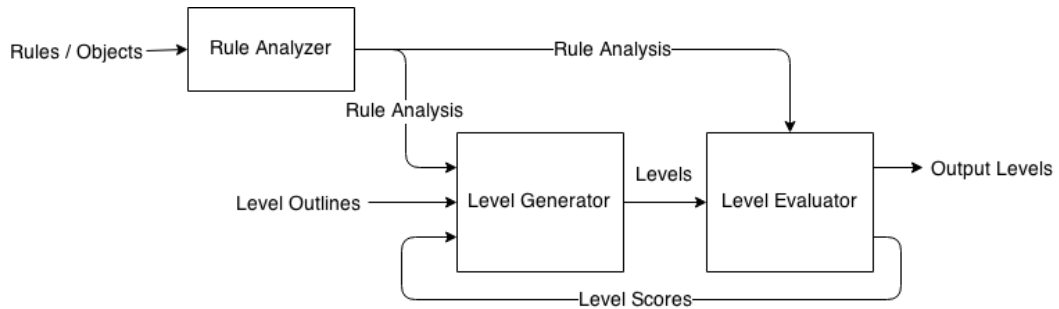 Rules / Objects
Rule Analyzer
Rule Analysis
Rule Analysis
Level Outlines
Level Generator
Levels
Level Evaluator
Output Levels
Level Scores